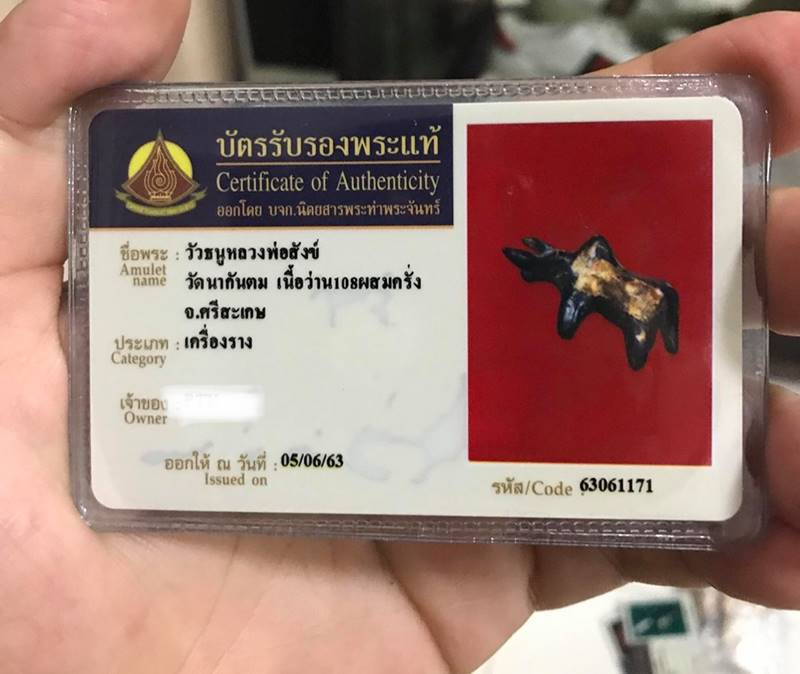 บัตรรับรองพระแท้
Certificate of Authenticity
ออกโดย บจก.นิตยสารพระท่าพระจันทร์
ชื่อพระ : วัวธนูหลวงพ่อสังข์
Amulet name
วัดนากันตม เนื้อว่าน108ผสมครั่ง
จ.ศรีสะเกษ
ประเภท : เครื่องราง
Category
เจ้าของ
Owner
ออกให้ ณ วันที่ : 05/06/63
Issued on
รหัส/Code : 63061171